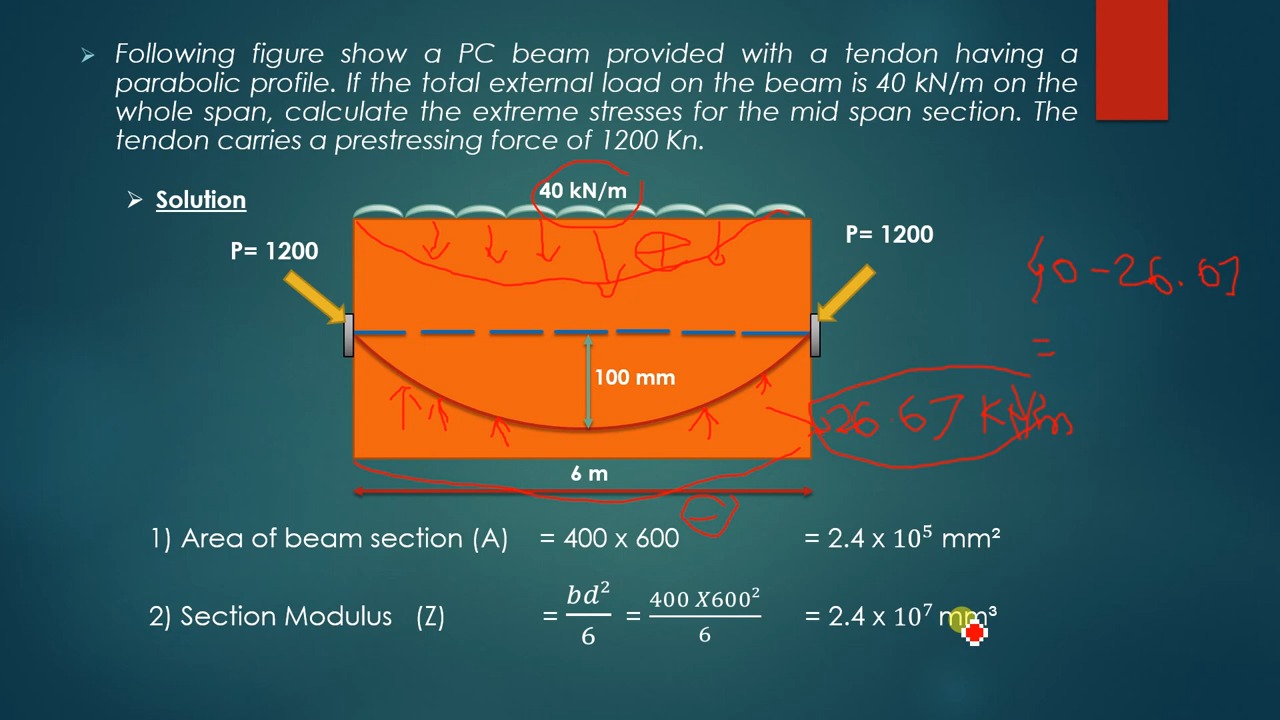 Following figure show a PC beam provided with a tendon having a
parabolic profile. If the total external load on the beam is 40 kN/m on the
whole span, calculate the extreme stresses for the mid span section. The
tendon carries a prestressing force of 1200 Kn.
Solution
40 kN/m
P= 1200
P= 1200
40 - 26.67
=
100 mm
26.67 KN/m
6 m
1) Area of beam section (A) = 400 x 600 = 2.4 x 10⁵ mm²
2) Section Modulus (Z) = bd²/6 = 400 X600²/6 = 2.4 x 10⁷ mm³